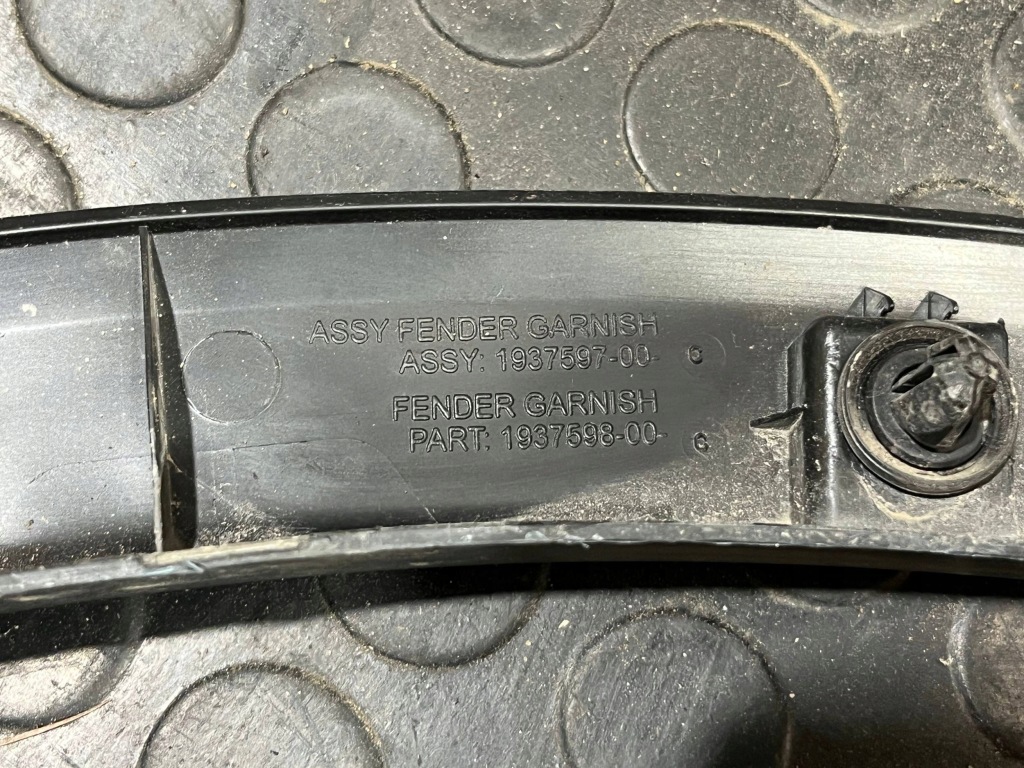 ASSY FENDER GARNISH
ASSY: 1937597-00- C
FENDER GARNISH
PART: 1937598-00- C